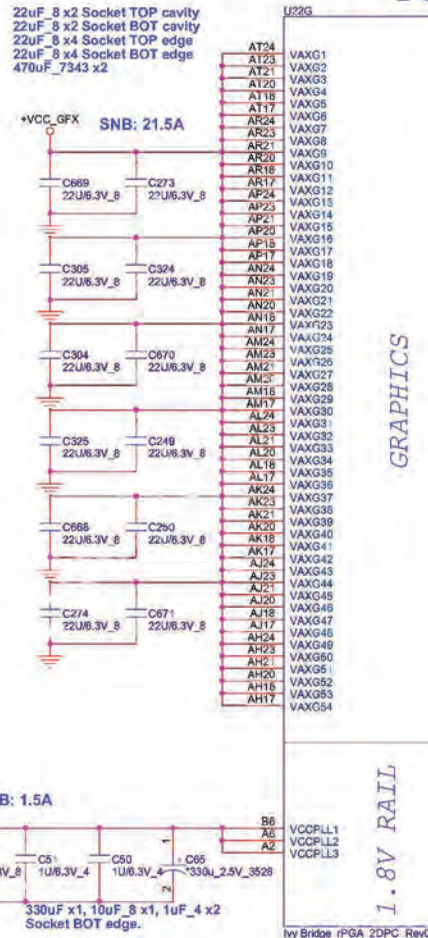 22uF_8 x2 Socket TOP cavity
22uF_8 x2 Socket BOT cavity
22uF_8 x4 Socket TOP edge
22uF_8 x4 Socket BOT edge
470uF_7343 x2
+VCC_GFX
SNB: 21.5A
C669
22U/6.3V_8
C273
22U/6.3V_8
C305
22U/6.3V_8
C324
22U/6.3V_8
C304
22U/6.3V_8
C670
22U/6.3V_8
C325
22U/6.3V_8
C249
22U/6.3V_8
C668
22U/6.3V_8
C250
22U/6.3V_8
C274
22U/6.3V_8
C671
22U/6.3V_8
U22G
AT24 VAXG1
AT23 VAXG2
AT21 VAXG3
AT20 VAXG4
AT18 VAXG5
AT17 VAXG6
AR24 VAXG7
AR23 VAXG8
AR21 VAXG9
AR20 VAXG10
AR18 VAXG11
AR17 VAXG12
AP24 VAXG13
AP23 VAXG14
AP21 VAXG15
AP20 VAXG16
AP18 VAXG17
AP17 VAXG18
AN24 VAXG19
AN23 VAXG20
AN21 VAXG21
AN20 VAXG22
AN18 VAXG23
AN17 VAXG24
AM24 VAXG25
AM23 VAXG26
AM21 VAXG27
AM20 VAXG28
AM18 VAXG29
AM17 VAXG30
AL24 VAXG31
AL23 VAXG32
AL21 VAXG33
AL20 VAXG34
AL18 VAXG35
AL17 VAXG36
AK24 VAXG37
AK23 VAXG38
AK21 VAXG39
AK20 VAXG40
AK18 VAXG41
AK17 VAXG42
AJ24 VAXG43
AJ23 VAXG44
AJ21 VAXG45
AJ20 VAXG46
AJ18 VAXG47
AJ17 VAXG48
AH24 VAXG49
AH23 VAXG50
AH21 VAXG51
AH20 VAXG52
AH18 VAXG53
AH17 VAXG54
GRAPHICS
B: 1.5A
V_8
C51
1U/6.3V_4
C50
1U/6.3V_4
1
+ C65
*330u_2.5V_3528
2
B6 VCCPLL1
A6 VCCPLL2
A2 VCCPLL3
1.8V RAIL
330uF x1, 10uF_8 x1, 1uF_4 x2
Socket BOT edge.
Ivy Bridge_rPGA_2DPC_Rev0